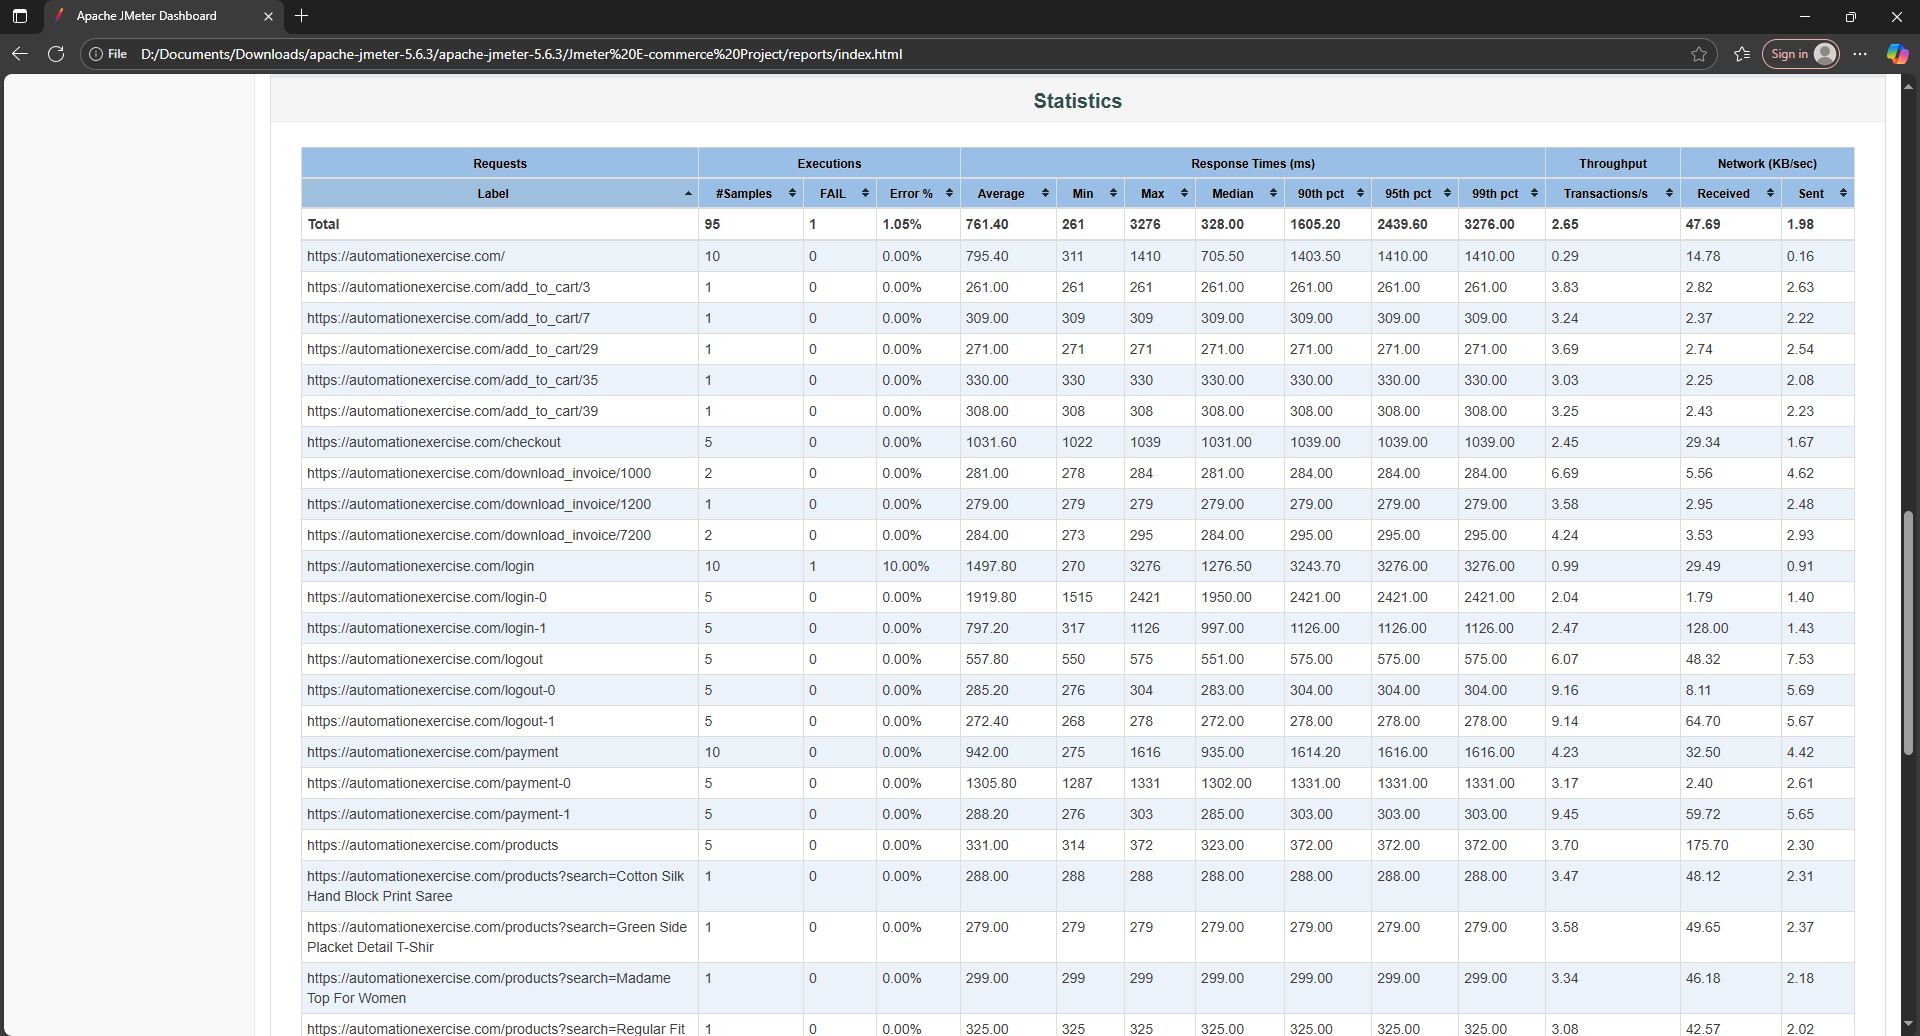 Apache JMeter Dashboard
File D:/Documents/Downloads/apache-jmeter-5.6.3/apache-jmeter-5.6.3/Jmeter%20E-commerce%20Project/reports/index.html
Sign in
Statistics
Requests Executions Response Times (ms) Throughput Network (KB/sec)
Label #Samples FAIL Error % Average Min Max Median 90th pct 95th pct 99th pct Transactions/s Received Sent
Total 95 1 1.05% 761.40 261 3276 328.00 1605.20 2439.60 3276.00 2.65 47.69 1.98
https://automationexercise.com/ 10 0 0.00% 795.40 311 1410 705.50 1403.50 1410.00 1410.00 0.29 14.78 0.16
https://automationexercise.com/add_to_cart/3 1 0 0.00% 261.00 261 261 261.00 261.00 261.00 261.00 3.83 2.82 2.63
https://automationexercise.com/add_to_cart/7 1 0 0.00% 309.00 309 309 309.00 309.00 309.00 309.00 3.24 2.37 2.22
https://automationexercise.com/add_to_cart/29 1 0 0.00% 271.00 271 271 271.00 271.00 271.00 271.00 3.69 2.74 2.54
https://automationexercise.com/add_to_cart/35 1 0 0.00% 330.00 330 330 330.00 330.00 330.00 330.00 3.03 2.25 2.08
https://automationexercise.com/add_to_cart/39 1 0 0.00% 308.00 308 308 308.00 308.00 308.00 308.00 3.25 2.43 2.23
https://automationexercise.com/checkout 5 0 0.00% 1031.60 1022 1039 1031.00 1039.00 1039.00 1039.00 2.45 29.34 1.67
https://automationexercise.com/download_invoice/1000 2 0 0.00% 281.00 278 284 281.00 284.00 284.00 284.00 6.69 5.56 4.62
https://automationexercise.com/download_invoice/1200 1 0 0.00% 279.00 279 279 279.00 279.00 279.00 279.00 3.58 2.95 2.48
https://automationexercise.com/download_invoice/7200 2 0 0.00% 284.00 273 295 284.00 295.00 295.00 295.00 4.24 3.53 2.93
https://automationexercise.com/login 10 1 10.00% 1497.80 270 3276 1276.50 3243.70 3276.00 3276.00 0.99 29.49 0.91
https://automationexercise.com/login-0 5 0 0.00% 1919.80 1515 2421 1950.00 2421.00 2421.00 2421.00 2.04 1.79 1.40
https://automationexercise.com/login-1 5 0 0.00% 797.20 317 1126 997.00 1126.00 1126.00 1126.00 2.47 128.00 1.43
https://automationexercise.com/logout 5 0 0.00% 557.80 550 575 551.00 575.00 575.00 575.00 6.07 48.32 7.53
https://automationexercise.com/logout-0 5 0 0.00% 285.20 276 304 283.00 304.00 304.00 304.00 9.16 8.11 5.69
https://automationexercise.com/logout-1 5 0 0.00% 272.40 268 278 272.00 278.00 278.00 278.00 9.14 64.70 5.67
https://automationexercise.com/payment 10 0 0.00% 942.00 275 1616 935.00 1614.20 1616.00 1616.00 4.23 32.50 4.42
https://automationexercise.com/payment-0 5 0 0.00% 1305.80 1287 1331 1302.00 1331.00 1331.00 1331.00 3.17 2.40 2.61
https://automationexercise.com/payment-1 5 0 0.00% 288.20 276 303 285.00 303.00 303.00 303.00 9.45 59.72 5.65
https://automationexercise.com/products 5 0 0.00% 331.00 314 372 323.00 372.00 372.00 372.00 3.70 175.70 2.30
https://automationexercise.com/products?search=Cotton Silk 1 0 0.00% 288.00 288 288 288.00 288.00 288.00 288.00 3.47 48.12 2.31
Hand Block Print Saree
https://automationexercise.com/products?search=Green Side 1 0 0.00% 279.00 279 279 279.00 279.00 279.00 279.00 3.58 49.65 2.37
Placket Detail T-Shir
https://automationexercise.com/products?search=Madame 1 0 0.00% 299.00 299 299 299.00 299.00 299.00 299.00 3.34 46.18 2.18
Top For Women
https://automationexercise.com/products?search=Regular Fit 1 0 0.00% 325.00 325 325 325.00 325.00 325.00 325.00 3.08 42.57 2.02